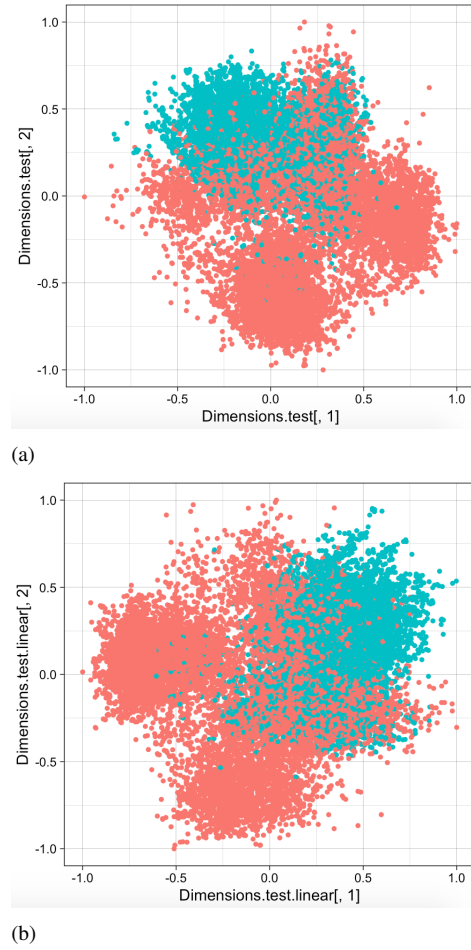 1.0
0.5
Dimensions.test[, 2]
0.0
-0.5
-1.0
-1.0 -0.5 0.0 0.5 1.0
Dimensions.test[, 1]
(a)
1.0
0.5
Dimensions.test.linear[, 2]
0.0
-0.5
-1.0
-1.0 -0.5 0.0 0.5 1.0
Dimensions.test.linear[, 1]
(b)